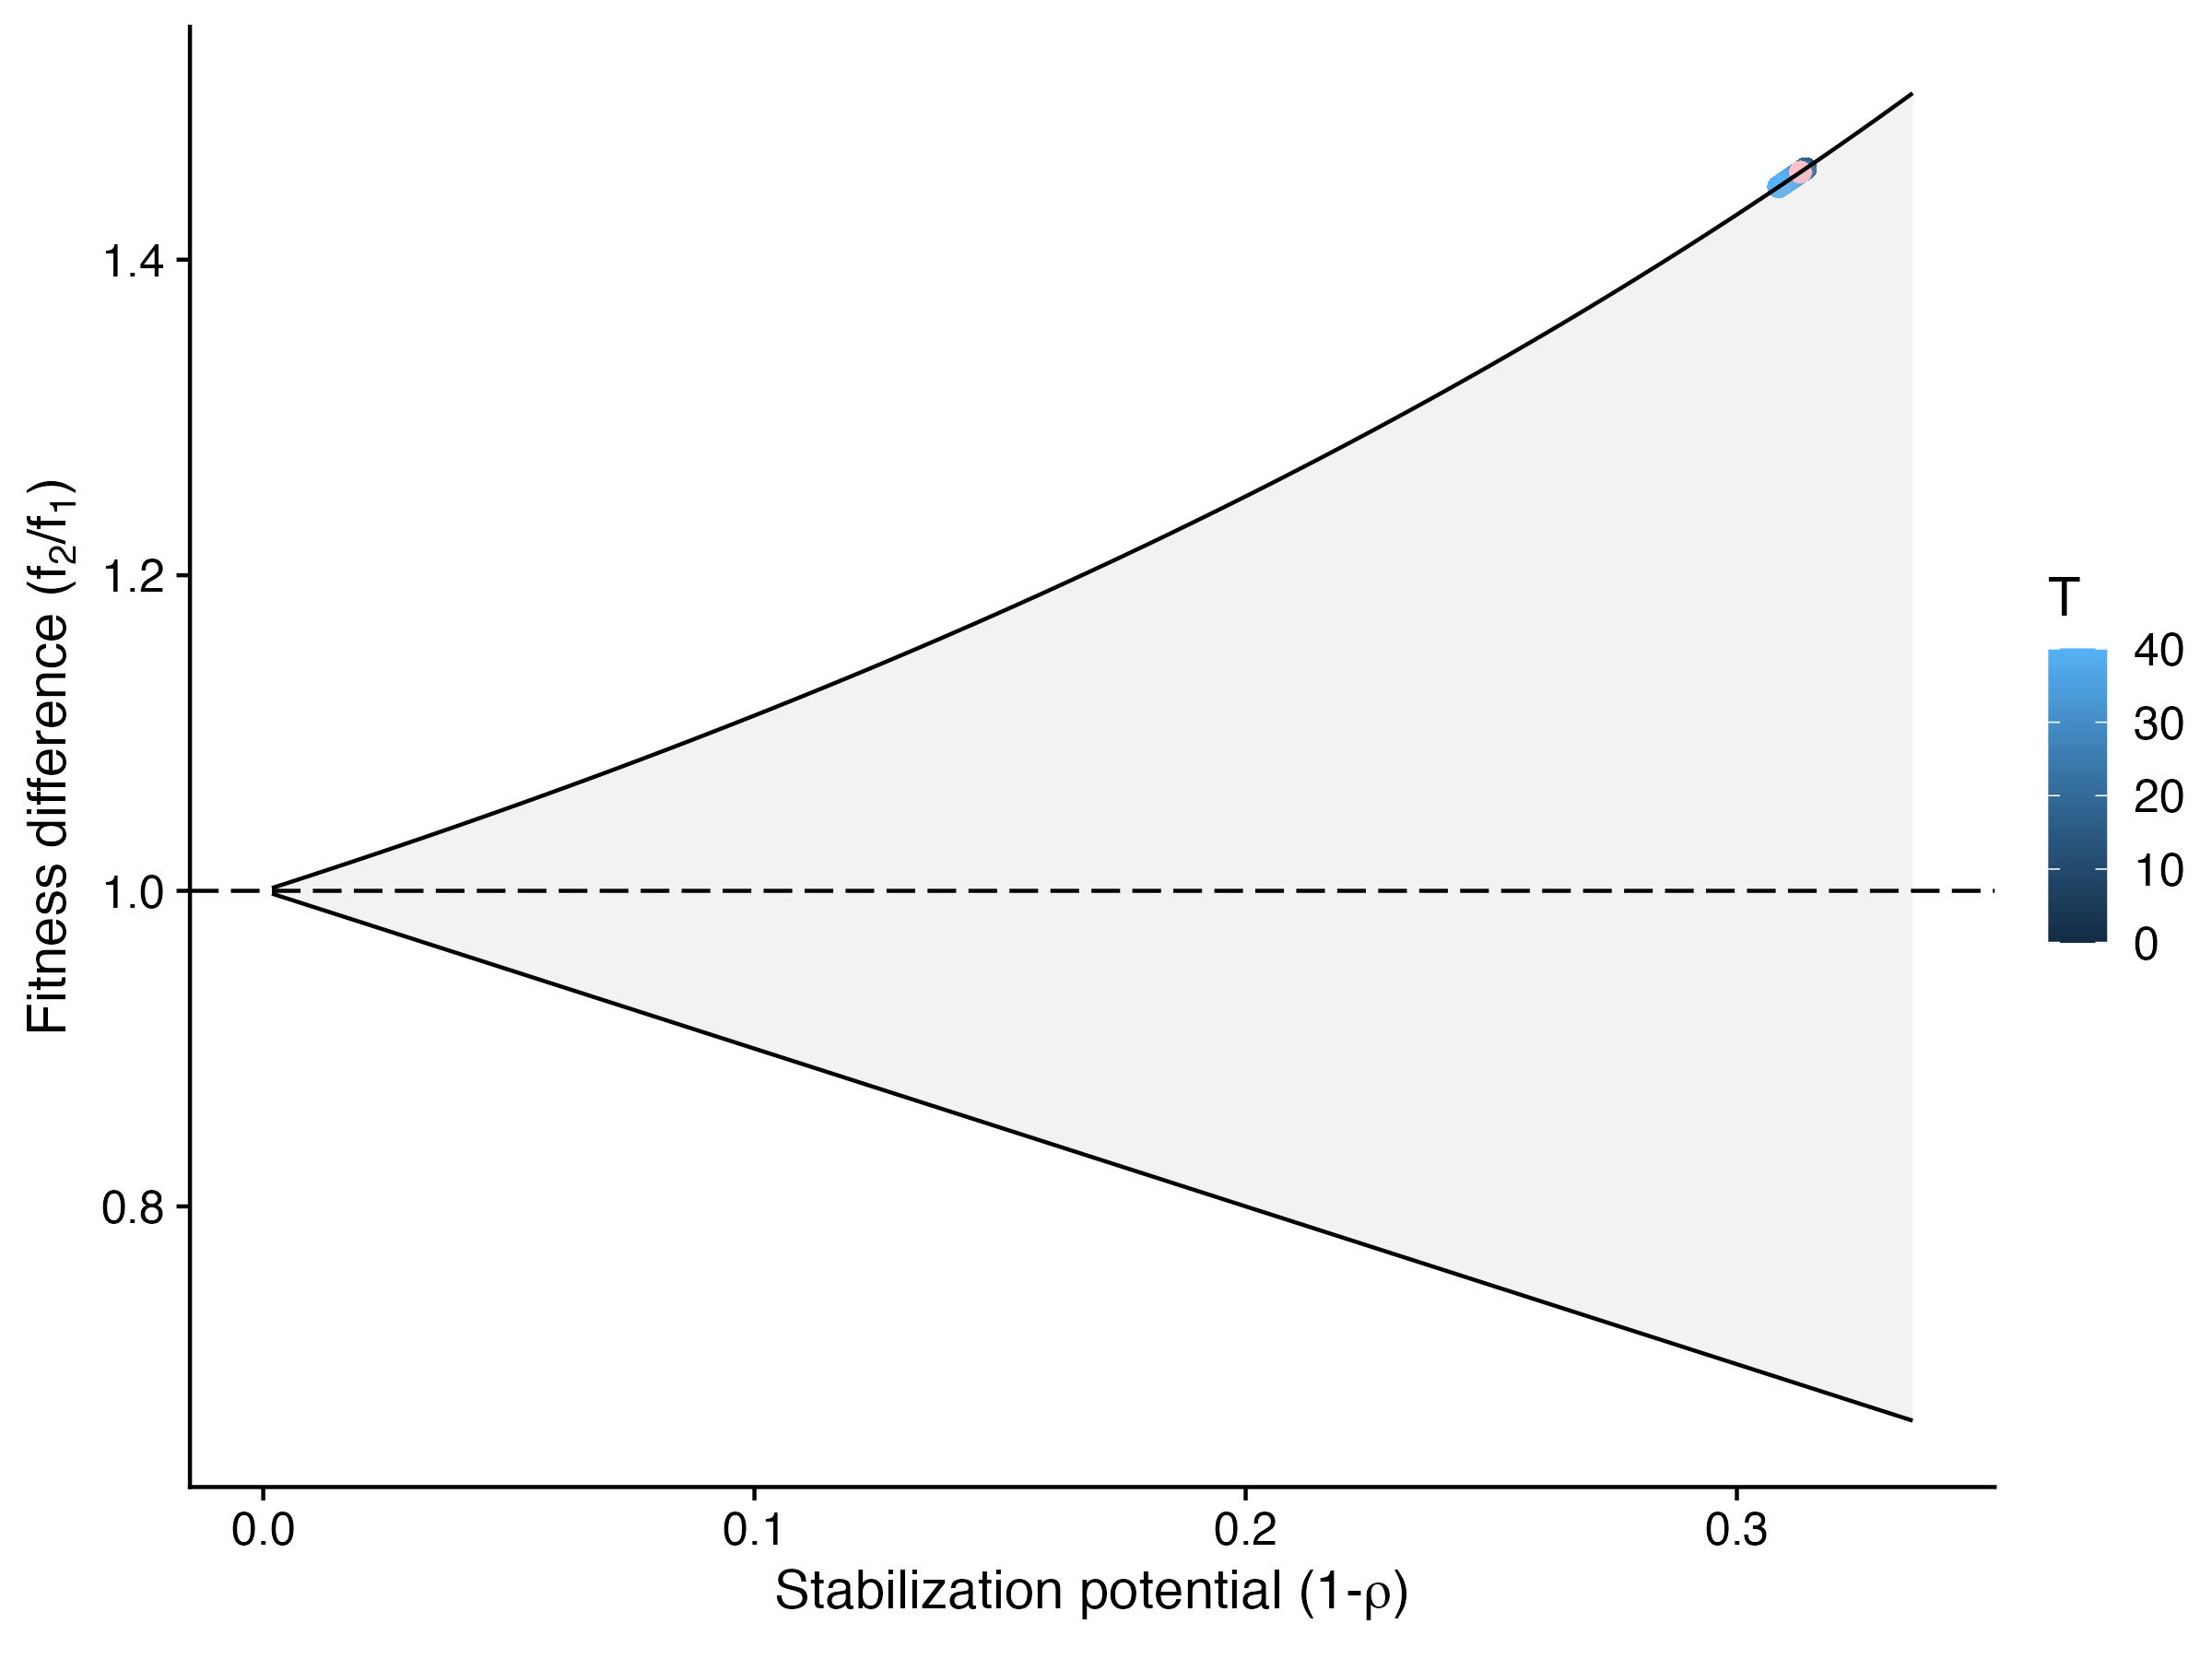 Fitness difference (f₂/f₁)
1.4
1.2
1.0
0.8
0.0 0.1 0.2 0.3
Stabilization potential (1-ρ)
T
40
30
20
10
0